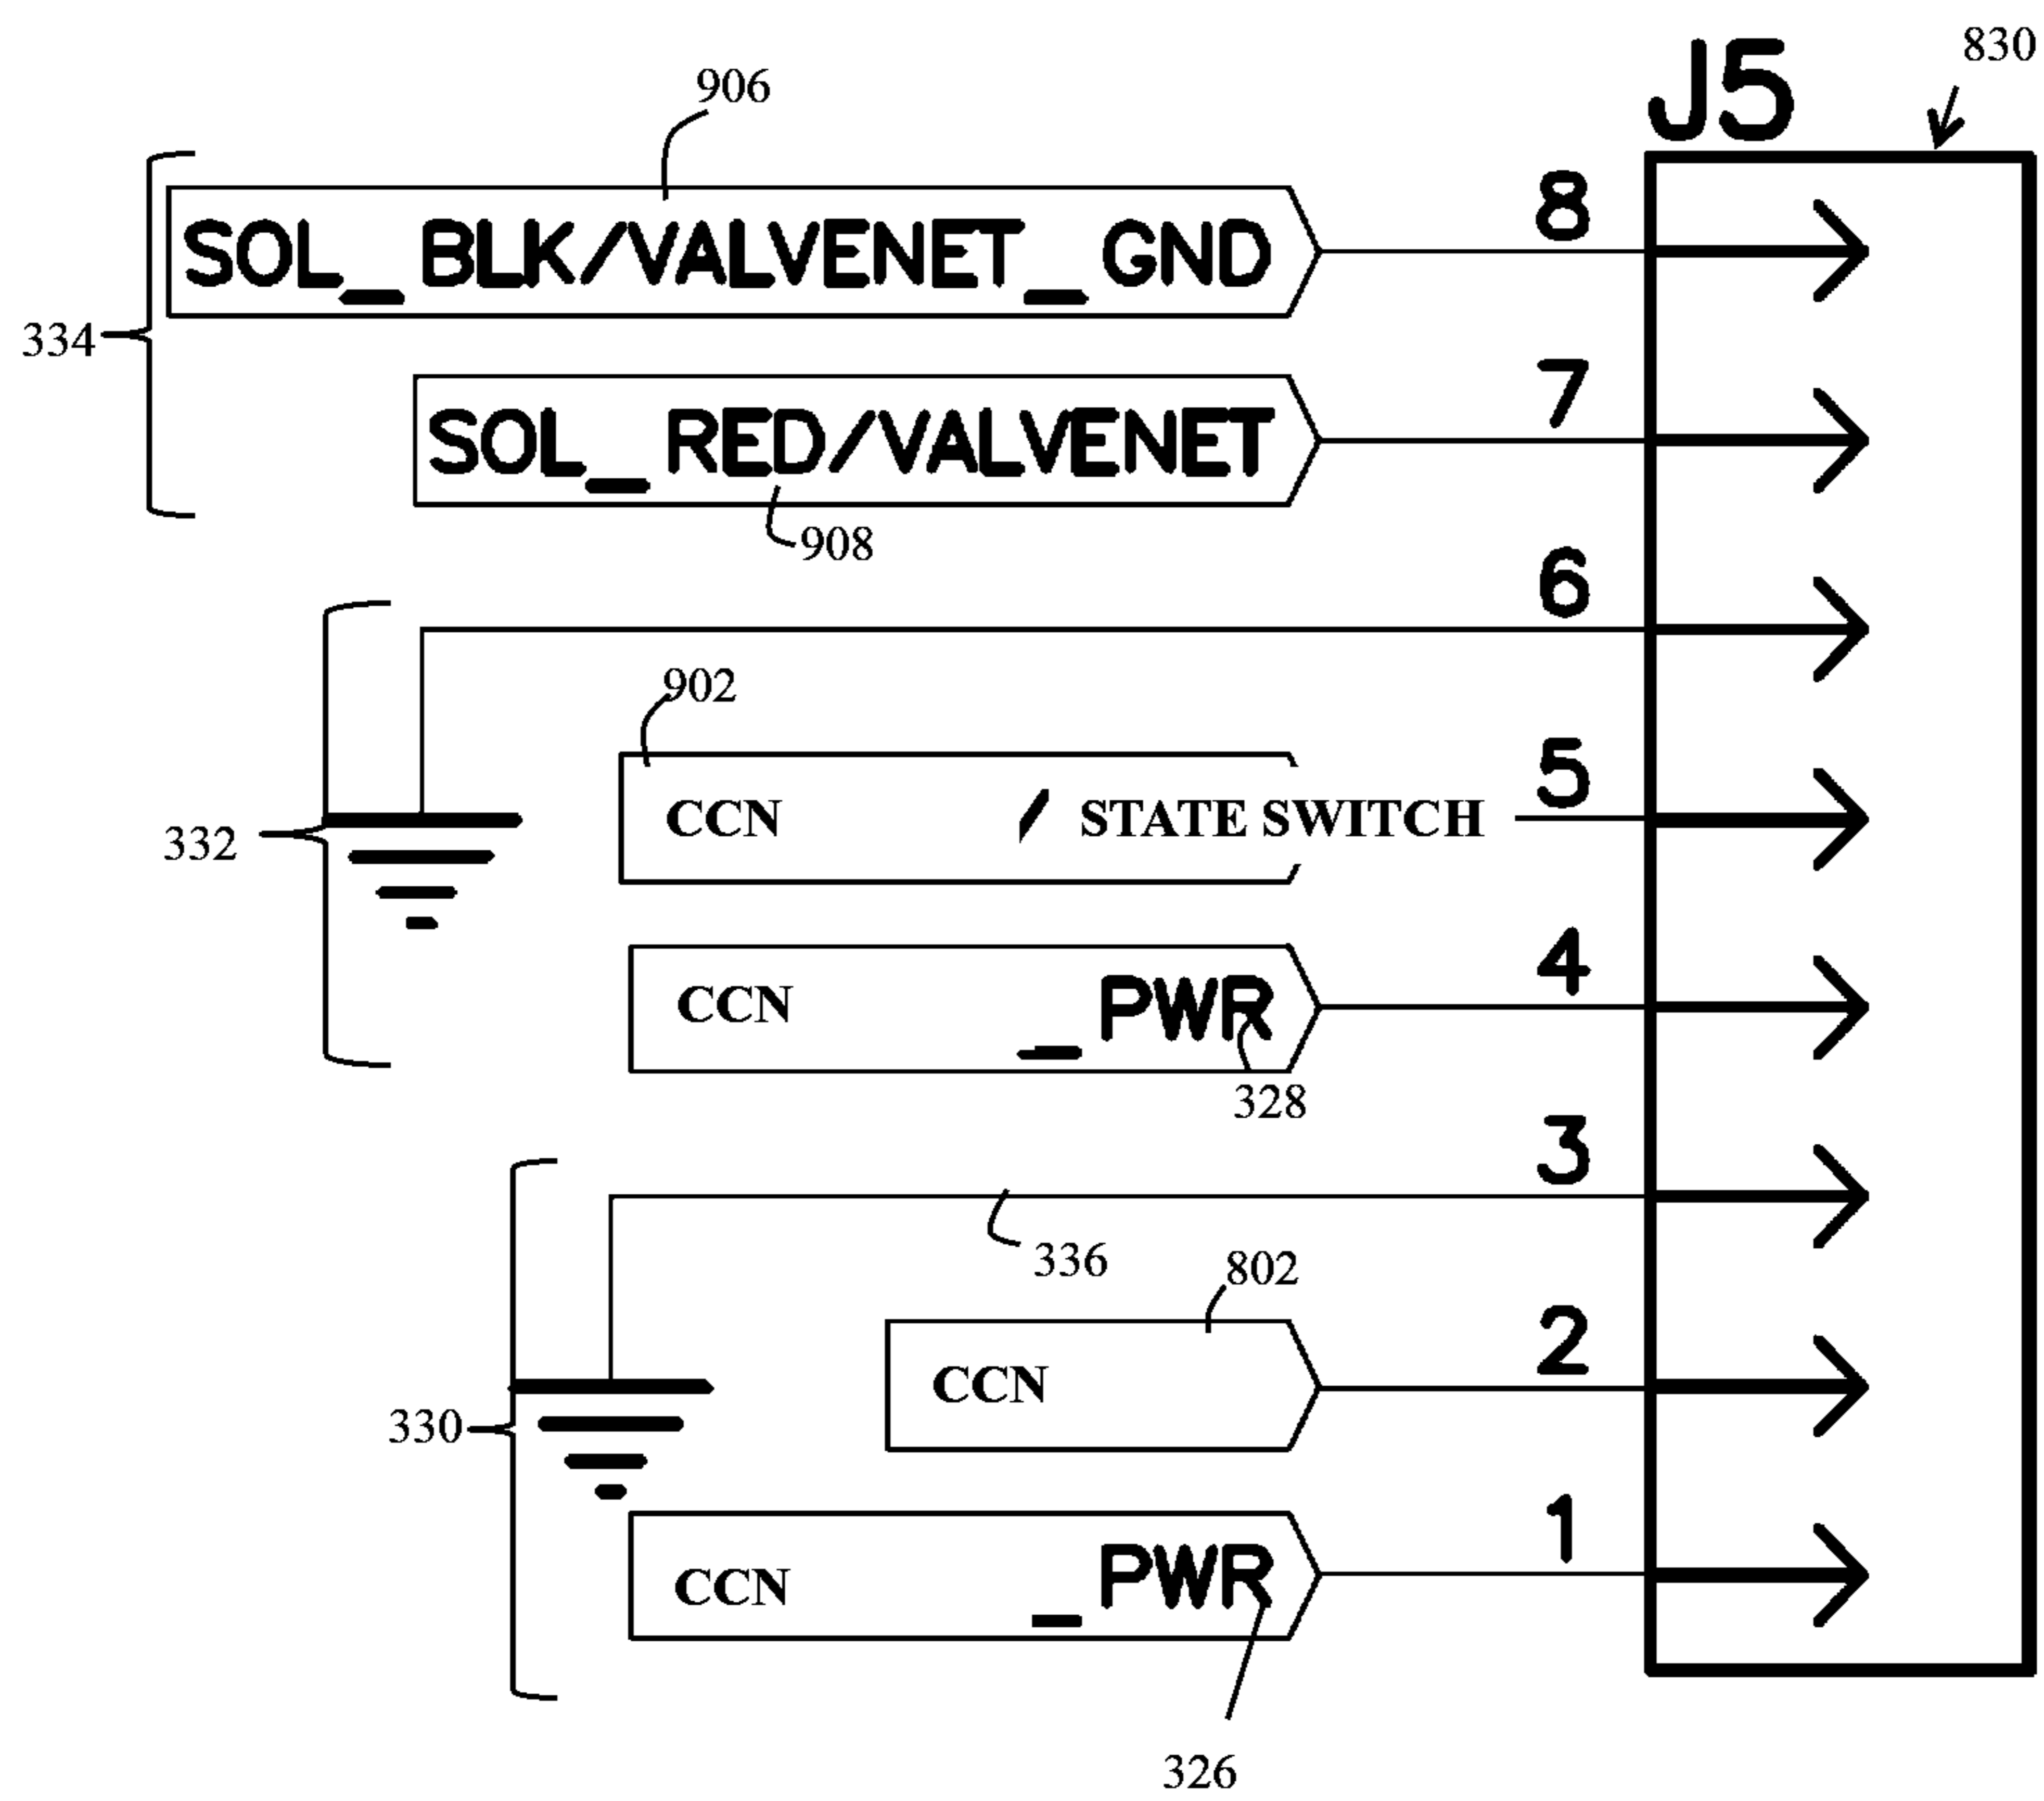 830
J5
906
8
SOL_BLK/VALVENET_GND
334
7
SOL_RED/VALVENET
908
6
902
5
CCN / STATE SWITCH
332
4
CCN _PWR
328
3
336
802
2
CCN
330
1
CCN _PWR
326